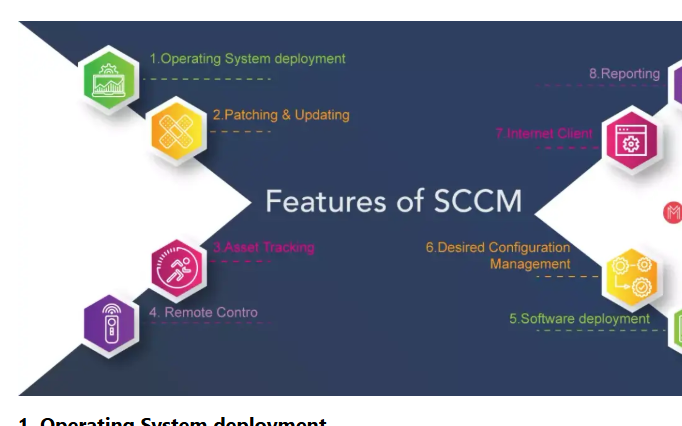 1.Operating System deployment
2.Patching & Updating
3.Asset Tracking
4. Remote Contro
Features of SCCM
8.Reporting
7.Internet Client
6.Desired Configuration
Management
5.Software deployment
M
1. Operating System deployment